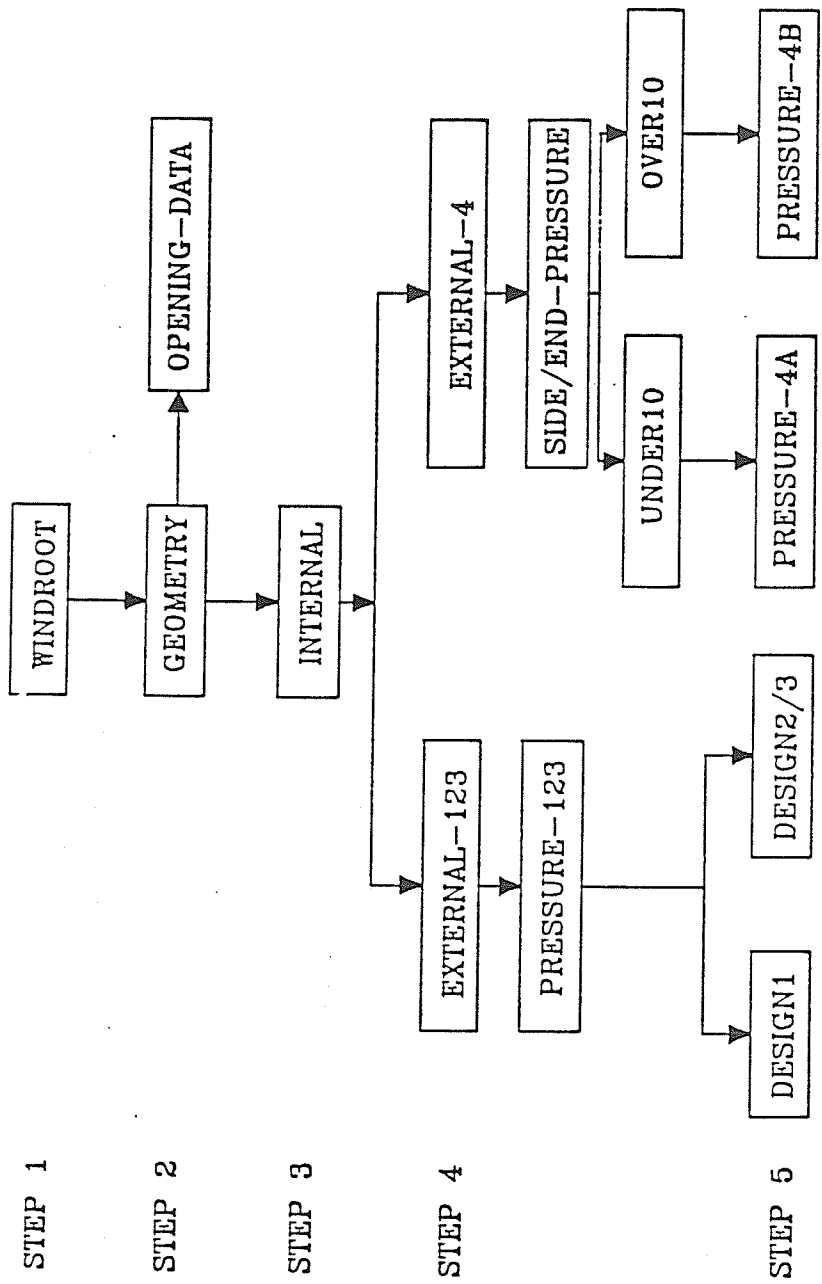 STEP 1
WINDROOT
STEP 2
GEOMETRY
OPENING-DATA
STEP 3
INTERNAL
STEP 4
EXTERNAL-123
EXTERNAL-4
PRESSURE-123
SIDE/END-PRESSURE
UNDER10
OVER10
STEP 5
DESIGN1
DESIGN2/3
PRESSURE-4A
PRESSURE-4B